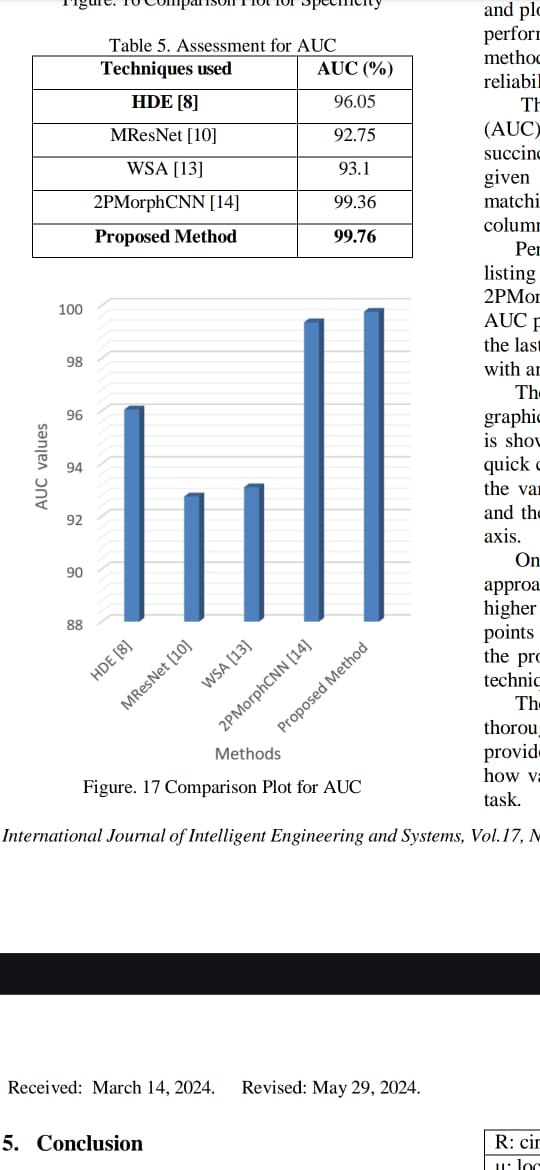 Figure. 16 Comparison Plot for Specificity
Table 5. Assessment for AUC
Techniques used AUC (%)
HDE [8] 96.05
MResNet [10] 92.75
WSA [13] 93.1
2PMorphCNN [14] 99.36
Proposed Method 99.76
100
98
96
94
92
90
88
AUC values
HDE [8]
MResNet [10]
WSA [13]
2PMorphCNN [14]
Proposed Method
Methods
Figure. 17 Comparison Plot for AUC
and plo
perform
method
reliabil
Th
(AUC)
succinc
given
matchi
column
Per
listing
2PMor
AUC p
the last
with an
The
graphic
is show
quick c
the var
and the
axis.
On
approa
higher
points
the pro
techniq
The
thoroug
provide
how va
task.
International Journal of Intelligent Engineering and Systems, Vol.17, N
Received: March 14, 2024. Revised: May 29, 2024.
5. Conclusion
R: cir